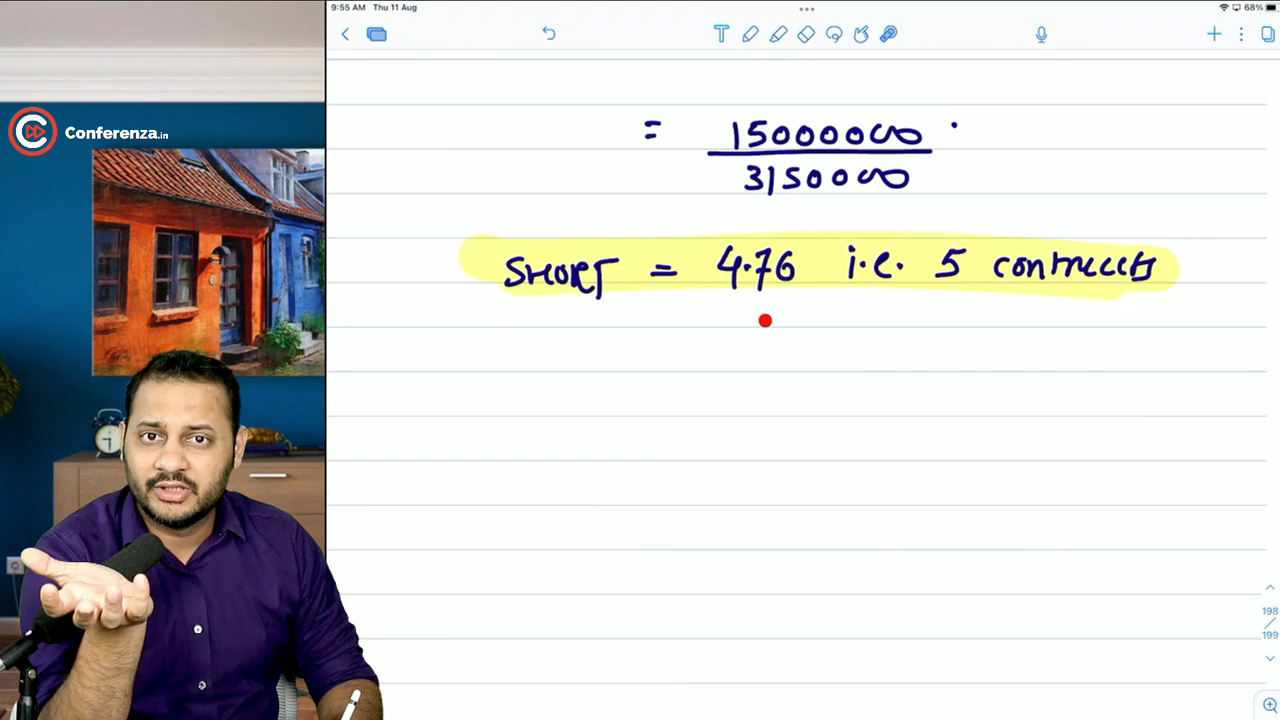 9:55 AM Thu 11 Aug
68%
Conferenza.in
= 15000000
3150000
SHORT = 4.76 i.e. 5 contracts
198
199